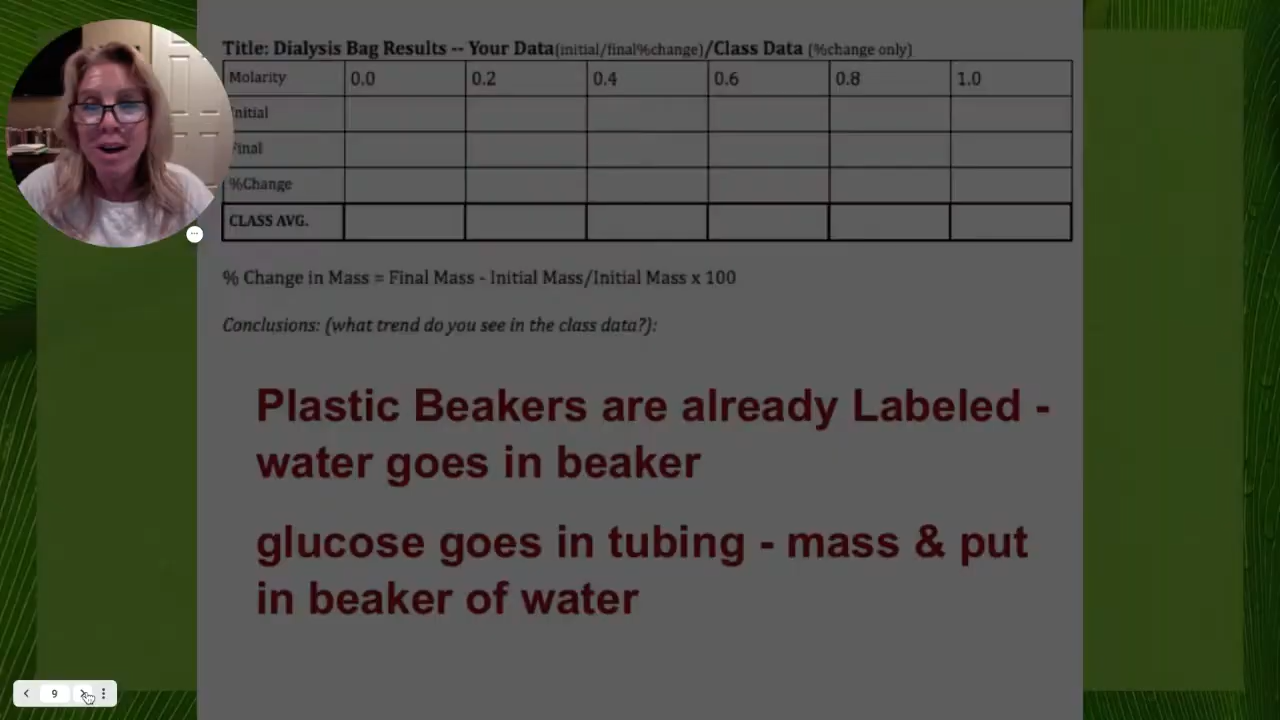 Title: Dialysis Bag Results -- Your Data(initial/final%change)/Class Data (%change only)
Molarity 0.0 0.2 0.4 0.6 0.8 1.0
Initial
Final
%Change
CLASS AVG.
% Change in Mass = Final Mass - Initial Mass/Initial Mass x 100
Conclusions: (what trend do you see in the class data?):
Plastic Beakers are already Labeled -
water goes in beaker
glucose goes in tubing - mass & put
in beaker of water
9